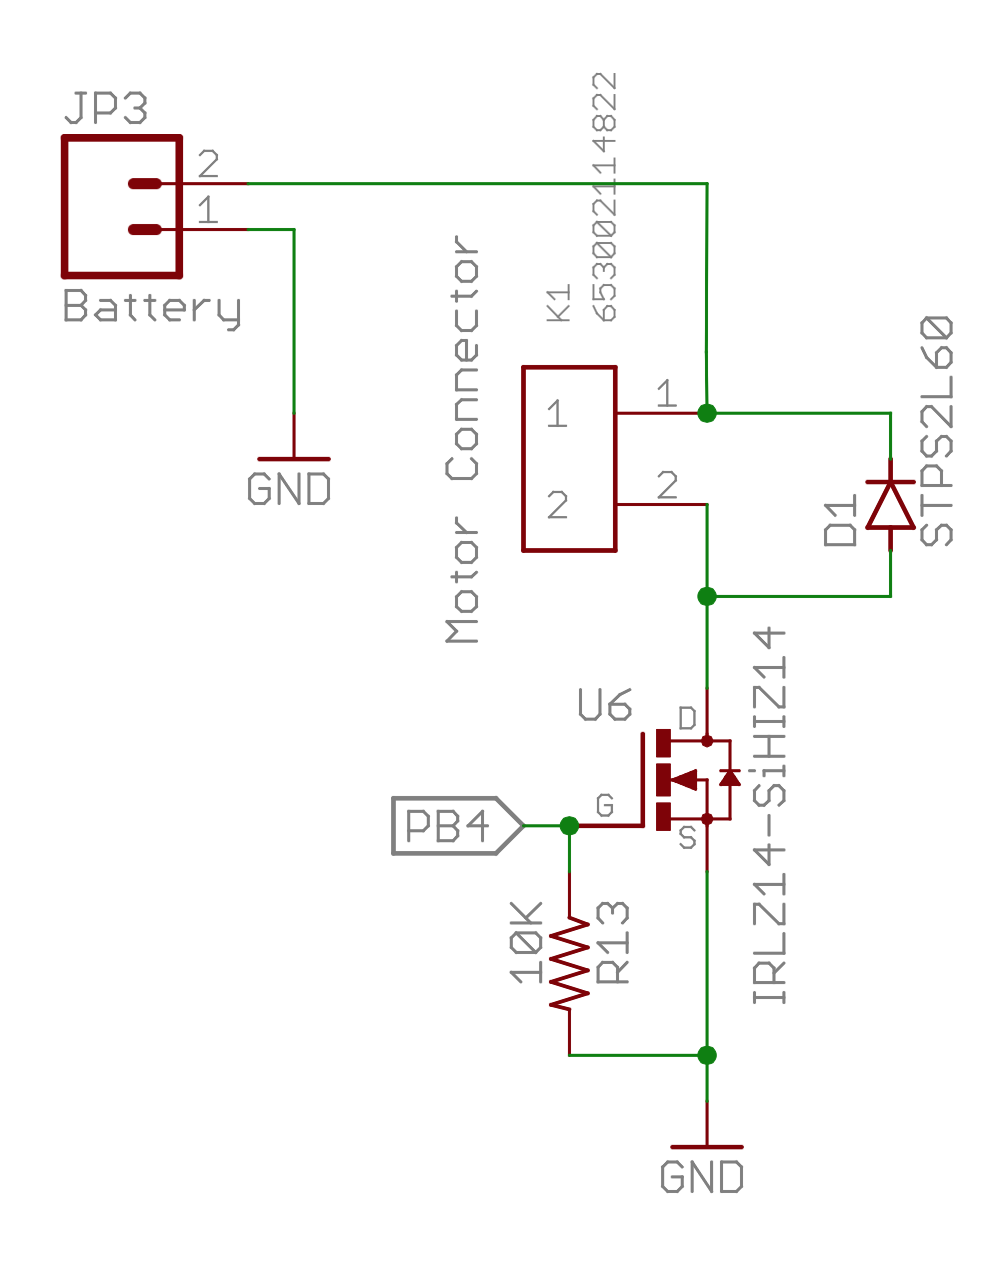 JP3
2
1
Battery
GND
Motor Connector
K1
653002114822
1
1
2
2
D1
STPS2L60
U6
D
G
S
IRLZ14-SiHIZ14
PB4
10K
R13
GND